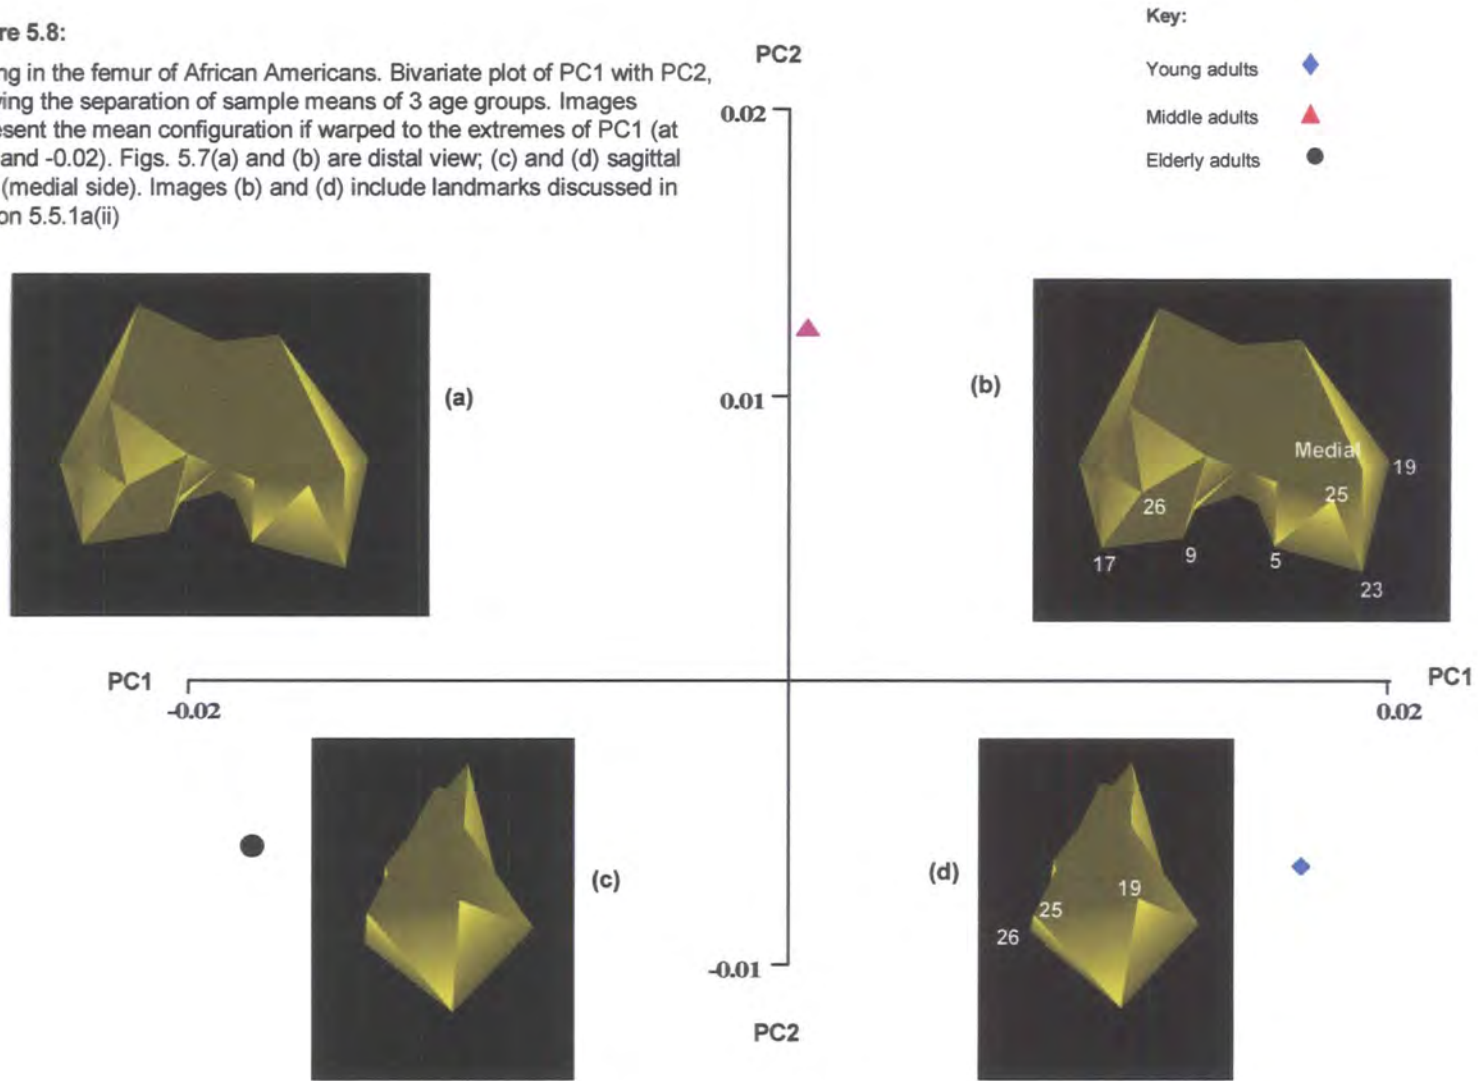 re 5.8:
ng in the femur of African Americans. Bivariate plot of PC1 with PC2,
ving the separation of sample means of 3 age groups. Images
esent the mean configuration if warped to the extremes of PC1 (at
and -0.02). Figs. 5.7(a) and (b) are distal view; (c) and (d) sagittal
(medial side). Images (b) and (d) include landmarks discussed in
on 5.5.1a(ii)
Key:
Young adults
Middle adults
Elderly adults
PC2
0.02
0.01
(a)
(b)
Medial
19
25
26
17
9
5
23
PC1
-0.02
PC1
0.02
(c)
(d)
19
25
26
-0.01
PC2